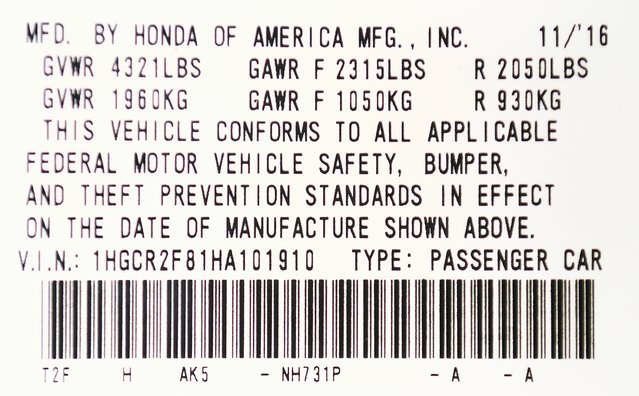 MFD. BY HONDA OF AMERICA MFG., INC. 11/'16
GVWR 4321LBS GAWR F 2315LBS R 2050LBS
GVWR 1960KG GAWR F 1050KG R 930KG
THIS VEHICLE CONFORMS TO ALL APPLICABLE
FEDERAL MOTOR VEHICLE SAFETY, BUMPER,
AND THEFT PREVENTION STANDARDS IN EFFECT
ON THE DATE OF MANUFACTURE SHOWN ABOVE.
V.I.N.: 1HGCR2F81HA101910 TYPE: PASSENGER CAR
T2F H AK5 - NH731P - A - A